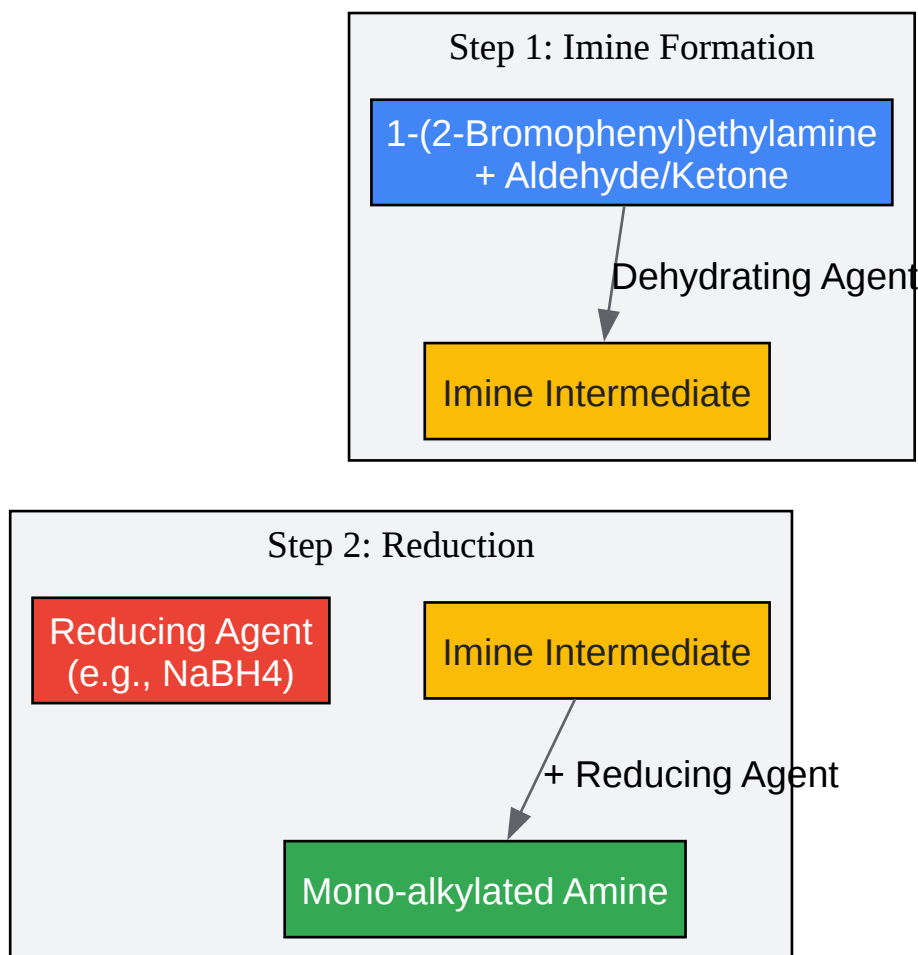 Step 1: Imine Formation
1-(2-Bromophenyl)ethylamine
+ Aldehyde/Ketone
Dehydrating Agent
Imine Intermediate
Step 2: Reduction
Reducing Agent
(e.g., NaBH4)
Imine Intermediate
+ Reducing Agent
Mono-alkylated Amine